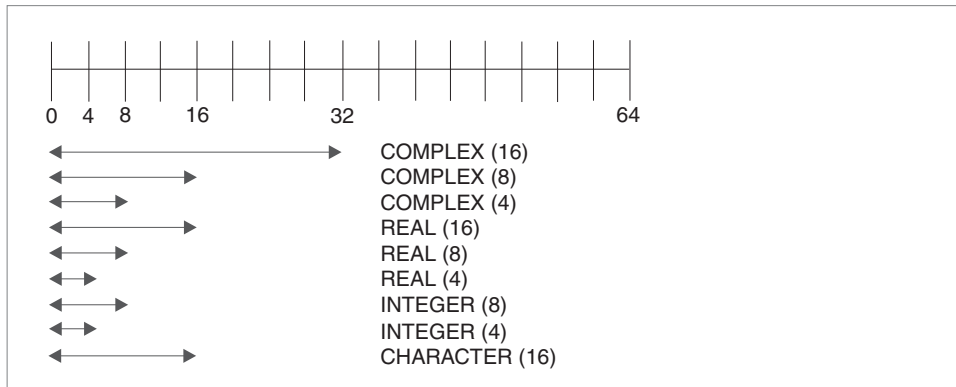 0 4 8 16 32 64
COMPLEX (16)
COMPLEX (8)
COMPLEX (4)
REAL (16)
REAL (8)
REAL (4)
INTEGER (8)
INTEGER (4)
CHARACTER (16)